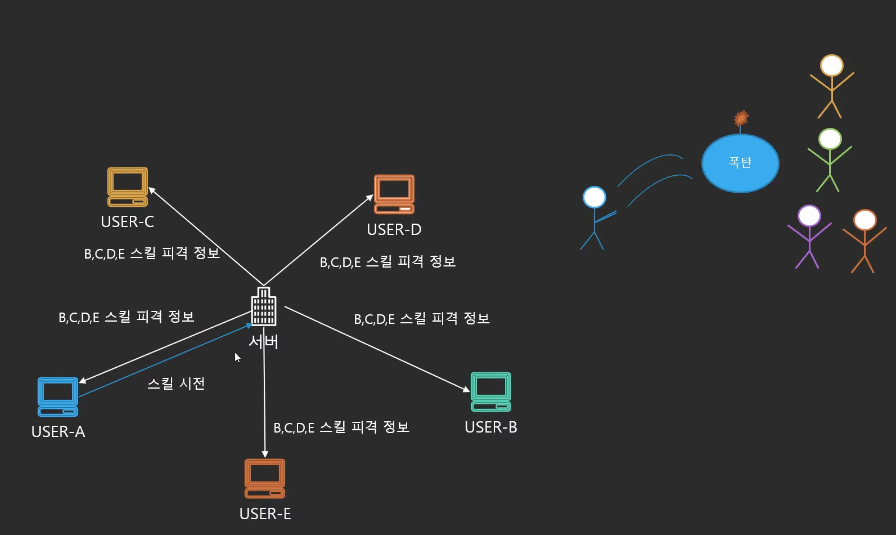 폭탄
USER-C
USER-D
B,C,D,E 스킬 피격 정보
B,C,D,E 스킬 피격 정보
B,C,D,E 스킬 피격 정보
B,C,D,E 스킬 피격 정보
서버
스킬 시전
USER-A
B,C,D,E 스킬 피격 정보
USER-B
USER-E